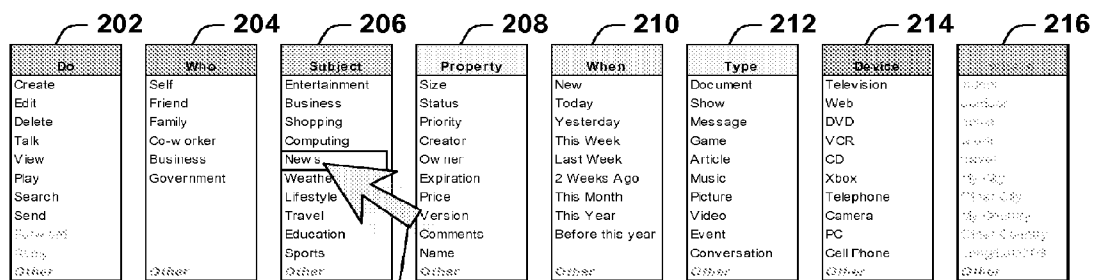 202 204 206 208 210 212 214 216
Do Who Subject Property When Type Device
Create Self Entertainment Size New Document Television
Edit Friend Business Status Today Show Web
Delete Family Shopping Priority Yesterday Message DVD
Talk Co-worker Computing Creator This Week Game VCR
View Business News Owner Last Week Article CD
Play Government Weather Expiration 2 Weeks Ago Music Xbox
Search Lifestyle Price This Month Picture Telephone
Send Travel Version This Year Video Camera
Education Comments Before this year Event PC My Country
Sports Name Conversation Cell Phone
Other Other Other Other Other Other Other